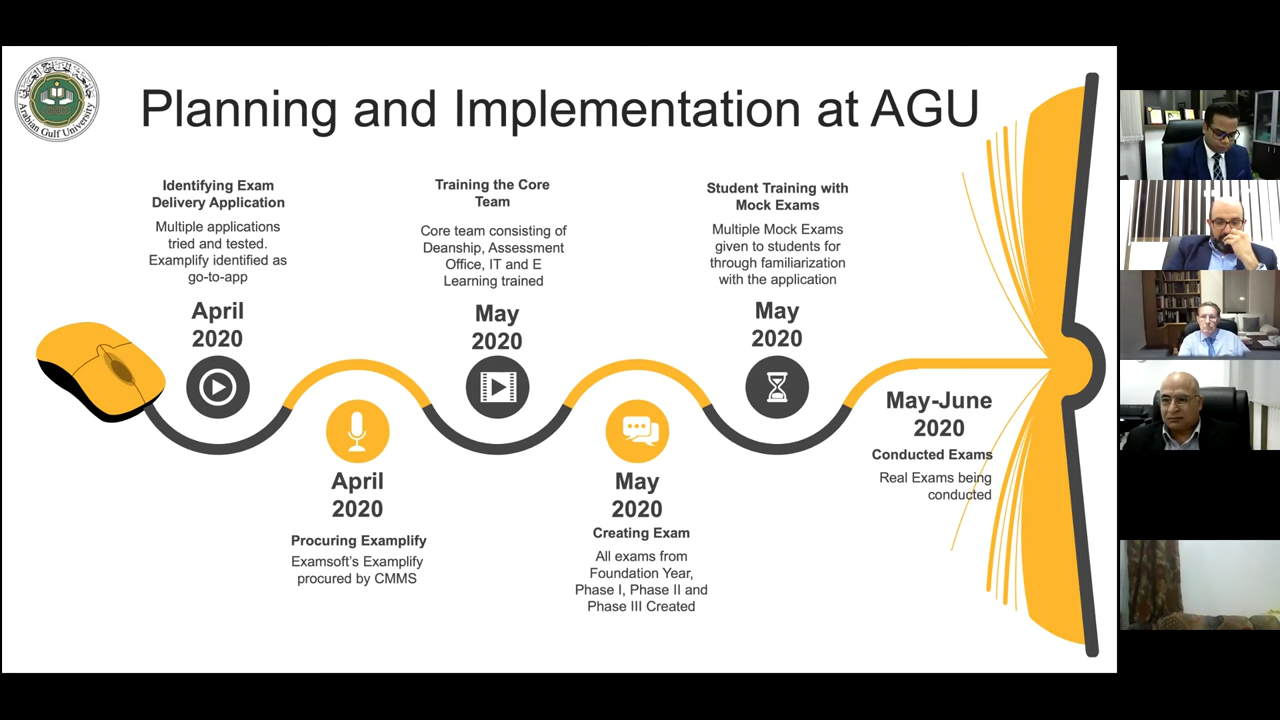 جامعة الخليج العربي
Arabian Gulf University
Planning and Implementation at AGU
Identifying Exam
Delivery Application
Multiple applications
tried and tested.
Examplify identified as
go-to-app
April
2020
April
2020
Procuring Examplify
Examsoft's Examplify
procured by CMMS
Training the Core
Team
Core team consisting of
Deanship, Assessment
Office, IT and E
Learning trained
May
2020
May
2020
Creating Exam
All exams from
Foundation Year,
Phase I, Phase II and
Phase III Created
Student Training with
Mock Exams
Multiple Mock Exams
given to students for
through familiarization
with the application
May
2020
May-June
2020
Conducted Exams
Real Exams being
conducted